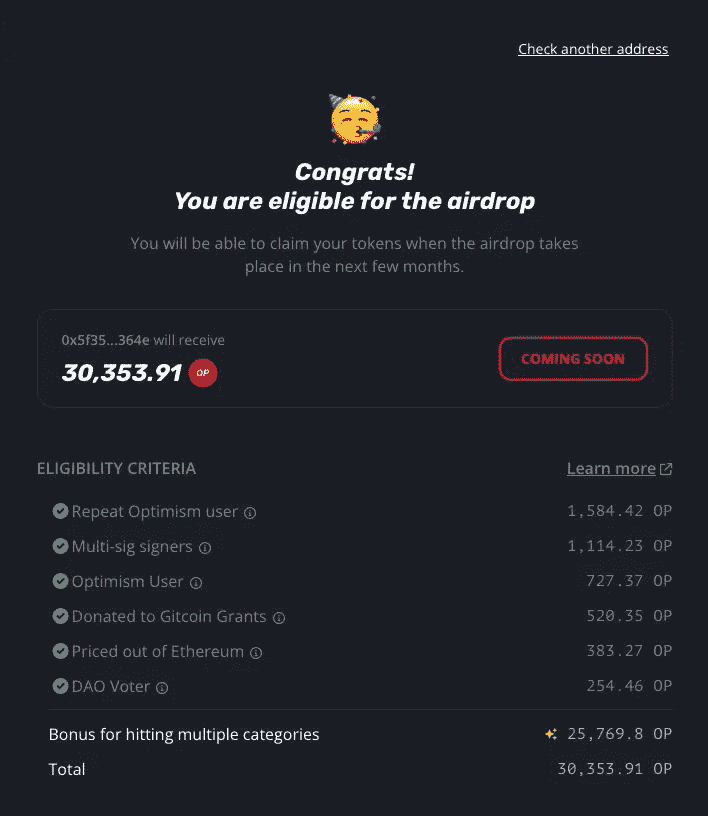 Check another address
Congrats!
You are eligible for the airdrop
You will be able to claim your tokens when the airdrop takes
place in the next few months.
0x5f35...364e will receive
30,353.91 OP
COMING SOON
ELIGIBILITY CRITERIA Learn more
Repeat Optimism user 1,584.42 OP
Multi-sig signers 1,114.23 OP
Optimism User 727.37 OP
Donated to Gitcoin Grants 520.35 OP
Priced out of Ethereum 383.27 OP
DAO Voter 254.46 OP
Bonus for hitting multiple categories 25,769.8 OP
Total 30,353.91 OP